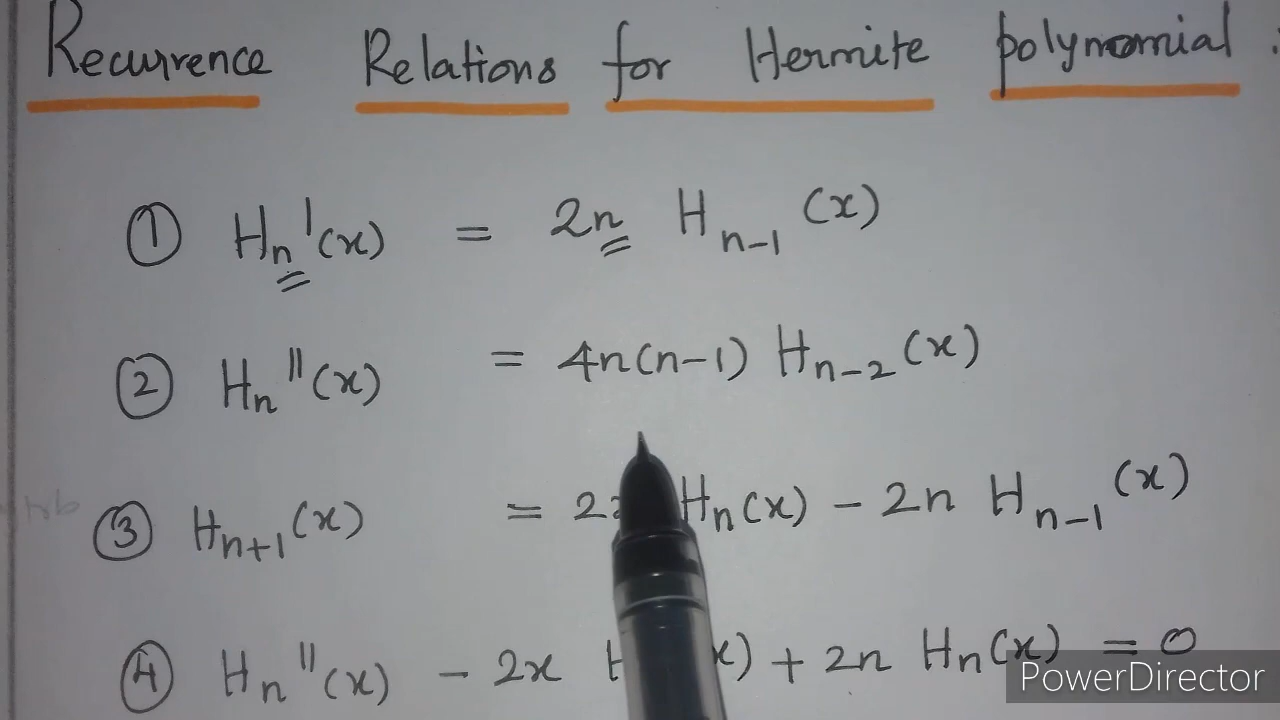 Recurrence Relations for Hermite polynomial :
① Hn'(x) = 2n Hn-1 (x)
② Hn''(x) = 4n(n-1) Hn-2 (x)
③ Hn+1 (x) = 2 Hn(x) - 2n Hn-1 (x)
④ Hn''(x) - 2x H x) + 2n Hn(x) = 0
PowerDirector